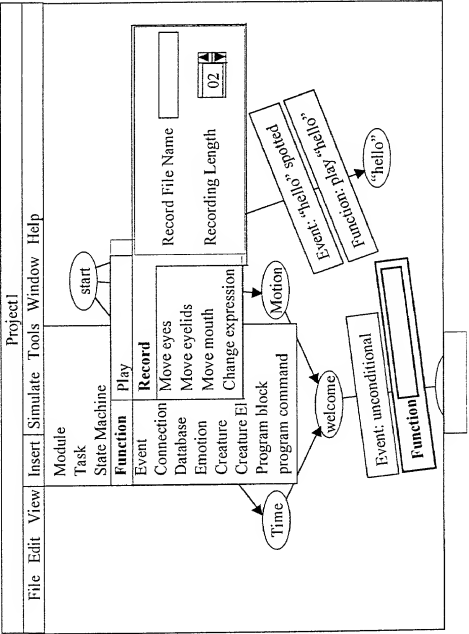 Project1
File Edit View Insert Simulate Tools Window Help
Module
Task
State Machine
Function
Event
Connection
Database
Emotion
Creature
Creature El
Program block
program command
Play
Record
Move eyes
Move eyelids
Move mouth
Change expression
Record File Name
Recording Length
02
start
Time
Motion
welcome
Event: "hello" spotted
Function: play "hello"
"hello"
Event: unconditional
Function